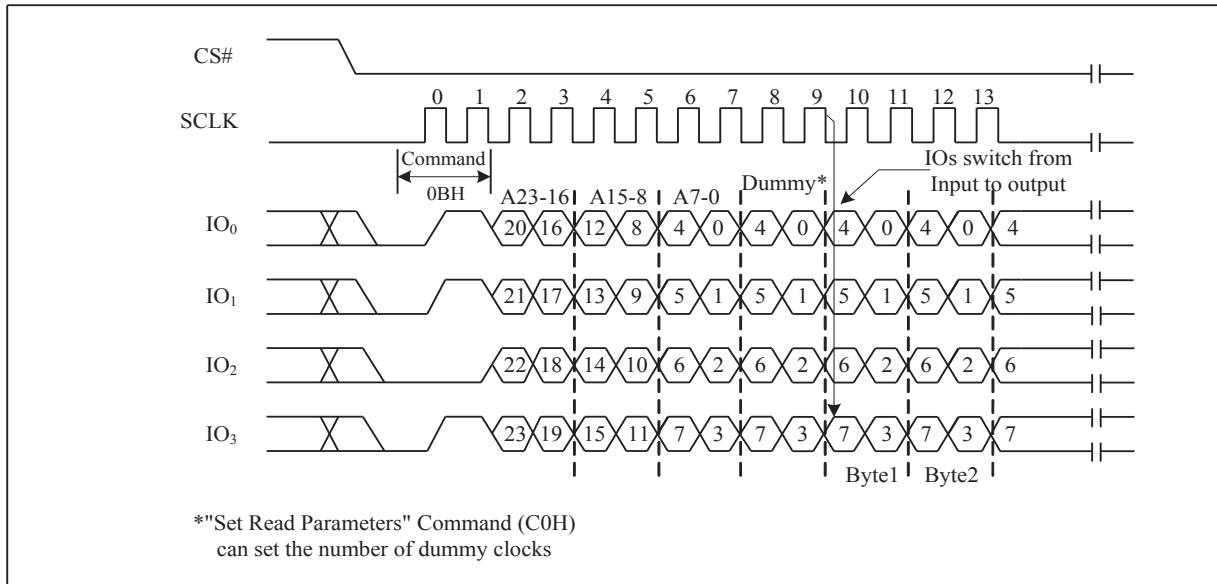 CS#
0 1 2 3 4 5 6 7 8 9 10 11 12 13
SCLK
Command
0BH
IOs switch from
Input to output
A23-16 A15-8 A7-0 Dummy*
IO0 20 16 12 8 4 0 4 0 4 0 4 0 4
IO1 21 17 13 9 5 1 5 1 5 1 5 1 5
IO2 22 18 14 10 6 2 6 2 6 2 6 2 6
IO3 23 19 15 11 7 3 7 3 7 3 7 3 7
Byte1 Byte2
*"Set Read Parameters" Command (C0H)
can set the number of dummy clocks